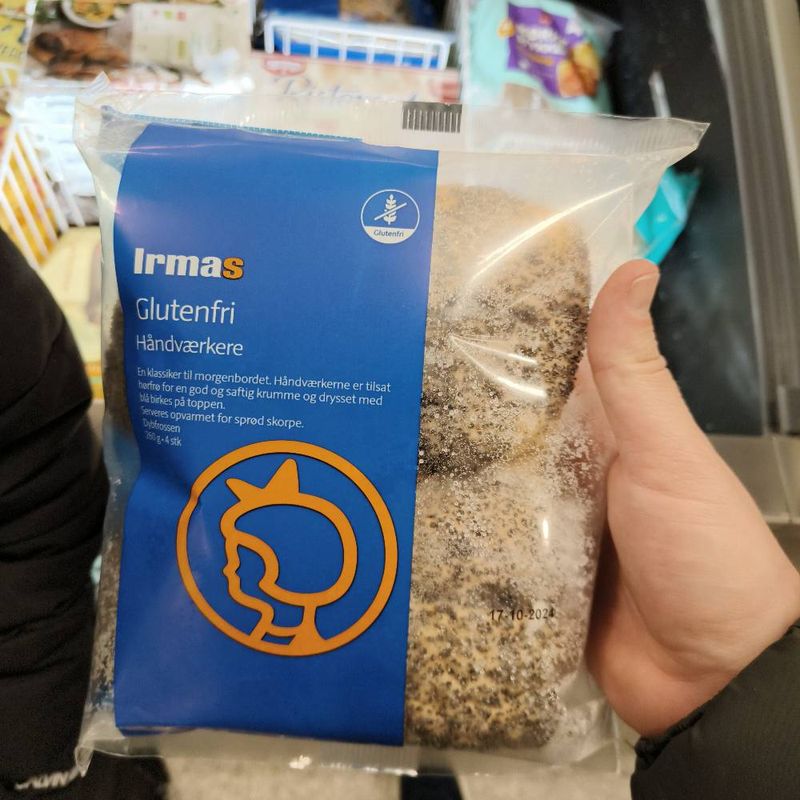 Glutenfri
Irmas
Glutenfri
Håndværkere
En klassiker til morgenbordet. Håndværkerne er tilsat
hørfrø for en god og saftig krumme og drysset med
blå birkes på toppen.
Serveres opvarmet for sprød skorpe.
Dybfrossen
260 g • 4 stk
17-10-2024